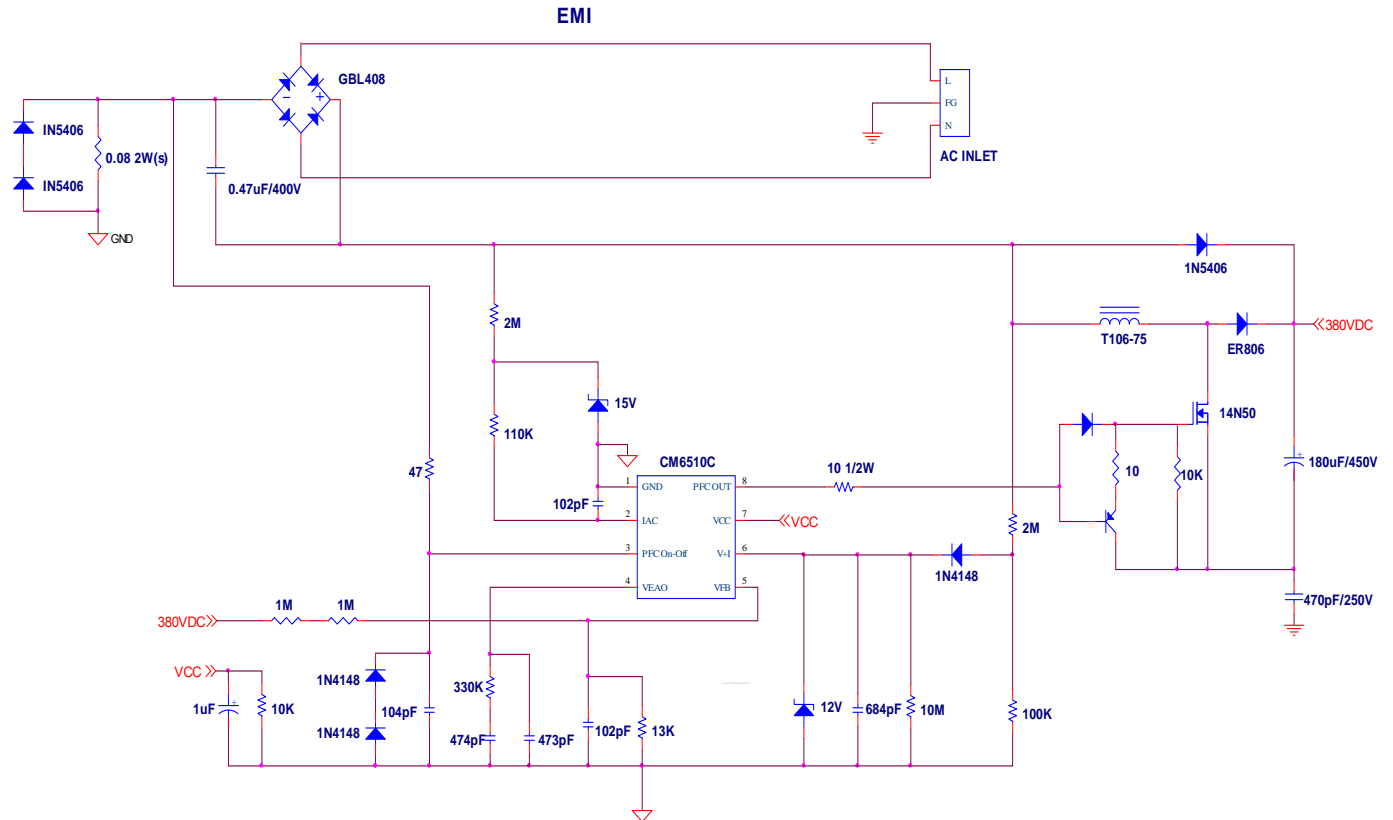 EMI
GBL408
L
FG
N
AC INLET
IN5406
IN5406
0.08 2W(s)
0.47uF/400V
GND
1N5406
2M
T106-75
ER806
380VDC
15V
14N50
110K
CM6510C
10 1/2W
10
10K
180uF/450V
47
102pF
1 GND
2 IAC
3 PFC On-Off
4 VEAO
PFC OUT 8
VCC 7
V+I 6
VFB 5
VCC
2M
1N4148
470pF/250V
1M
1M
380VDC
VCC
1uF
10K
1N4148
1N4148
104pF
330K
474pF
473pF
102pF
13K
12V
684pF
10M
100K